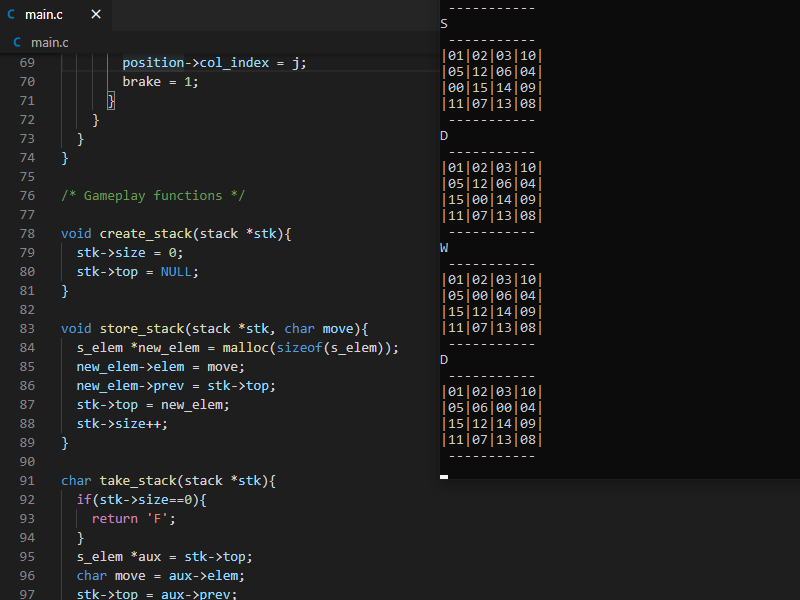 main.c ×
main.c
69 position->col_index = j;
70 brake = 1;
71 }
72 }
73 }
74 }
75
76 /* Gameplay functions */
77
78 void create_stack(stack *stk){
79 stk->size = 0;
80 stk->top = NULL;
81 }
82
83 void store_stack(stack *stk, char move){
84 s_elem *new_elem = malloc(sizeof(s_elem));
85 new_elem->elem = move;
86 new_elem->prev = stk->top;
87 stk->top = new_elem;
88 stk->size++;
89 }
90
91 char take_stack(stack *stk){
92 if(stk->size==0){
93 return 'F';
94 }
95 s_elem *aux = stk->top;
96 char move = aux->elem;
97 stk->top = aux->prev;
-----------
S
-----------
|01|02|03|10|
|05|12|06|04|
|00|15|14|09|
|11|07|13|08|
-----------
D
-----------
|01|02|03|10|
|05|12|06|04|
|15|00|14|09|
|11|07|13|08|
-----------
W
-----------
|01|02|03|10|
|05|00|06|04|
|15|12|14|09|
|11|07|13|08|
-----------
D
-----------
|01|02|03|10|
|05|06|00|04|
|15|12|14|09|
|11|07|13|08|
-----------